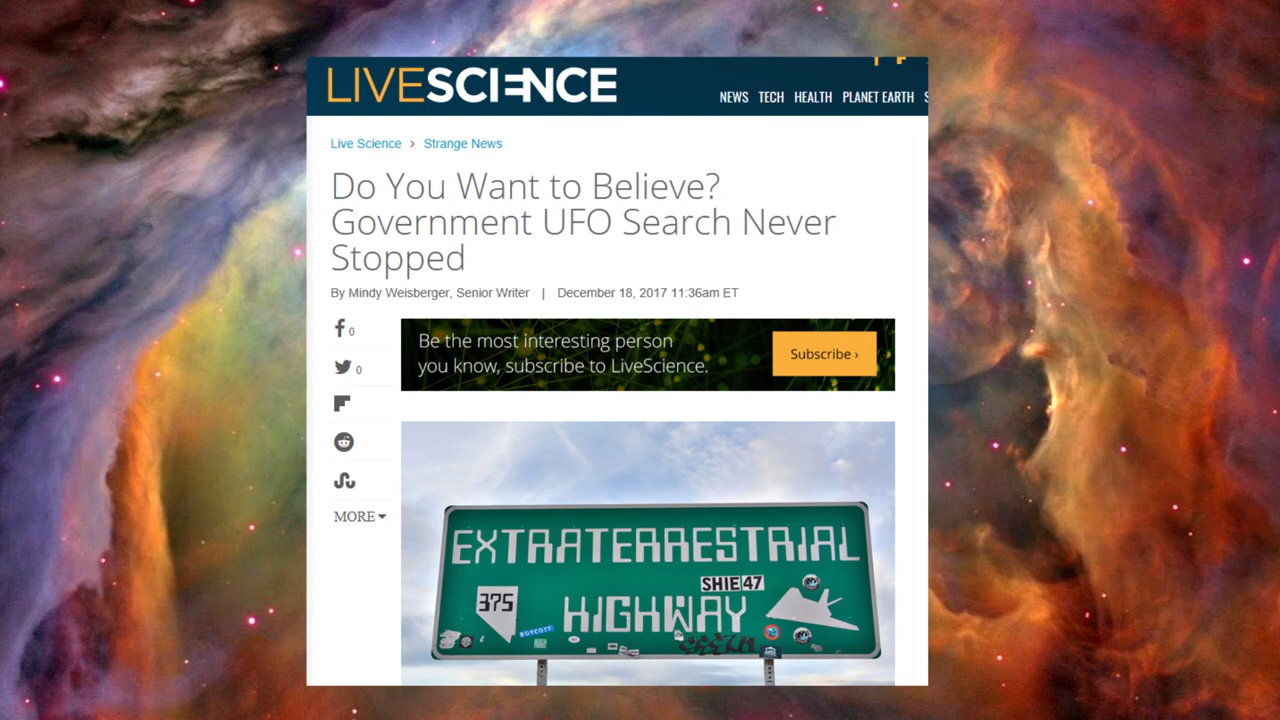 LIVESCIENCE
NEWS TECH HEALTH PLANET EARTH S
Live Science > Strange News
Do You Want to Believe?
Government UFO Search Never
Stopped
By Mindy Weisberger, Senior Writer | December 18, 2017 11:36am ET
0
0
MORE
Be the most interesting person
you know, subscribe to LiveScience.
Subscribe ›
EXTRATERRESTRIAL
SHIE 47
375
HIGHWAY
BOYCOTT